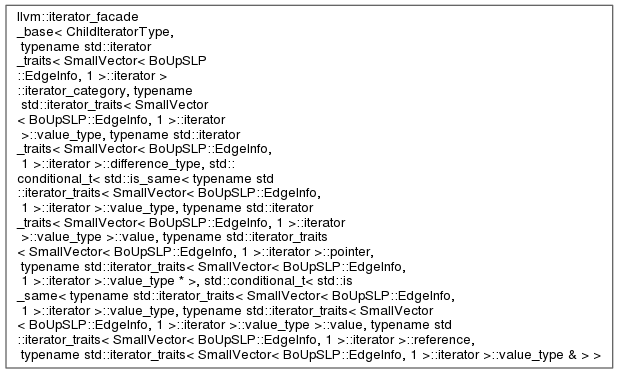 llvm::iterator_facade
_base< ChildIteratorType,
typename std::iterator
_traits< SmallVector< BoUpSLP
::EdgeInfo, 1 >::iterator >
::iterator_category, typename
std::iterator_traits< SmallVector
< BoUpSLP::EdgeInfo, 1 >::iterator
>::value_type, typename std::iterator
_traits< SmallVector< BoUpSLP::EdgeInfo,
1 >::iterator >::difference_type, std::
conditional_t< std::is_same< typename std
::iterator_traits< SmallVector< BoUpSLP::EdgeInfo,
1 >::iterator >::value_type, typename std::iterator
_traits< SmallVector< BoUpSLP::EdgeInfo, 1 >::iterator
>::value_type >::value, typename std::iterator_traits
< SmallVector< BoUpSLP::EdgeInfo, 1 >::iterator >::pointer,
typename std::iterator_traits< SmallVector< BoUpSLP::EdgeInfo,
1 >::iterator >::value_type * >, std::conditional_t< std::is
_same< typename std::iterator_traits< SmallVector< BoUpSLP::EdgeInfo,
1 >::iterator >::value_type, typename std::iterator_traits< SmallVector
< BoUpSLP::EdgeInfo, 1 >::iterator >::value_type >::value, typename std
::iterator_traits< SmallVector< BoUpSLP::EdgeInfo, 1 >::iterator >::reference,
typename std::iterator_traits< SmallVector< BoUpSLP::EdgeInfo, 1 >::iterator >::value_type & > >